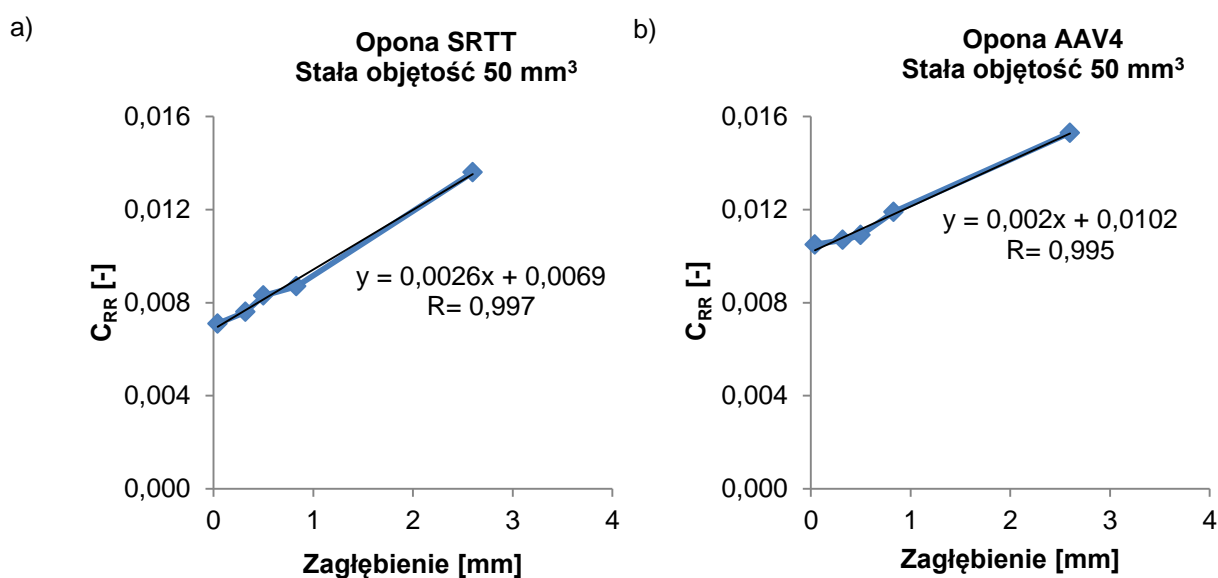 a)
Opona SRTT
Stała objętość 50 mm³
0,016
0,012
0,008
0,004
0,000
C_RR [-]
y = 0,0026x + 0,0069
R= 0,997
0 1 2 3 4
Zagłębienie [mm]
b)
Opona AAV4
Stała objętość 50 mm³
0,016
0,012
0,008
0,004
0,000
C_RR [-]
y = 0,002x + 0,0102
R= 0,995
0 1 2 3 4
Zagłębienie [mm]